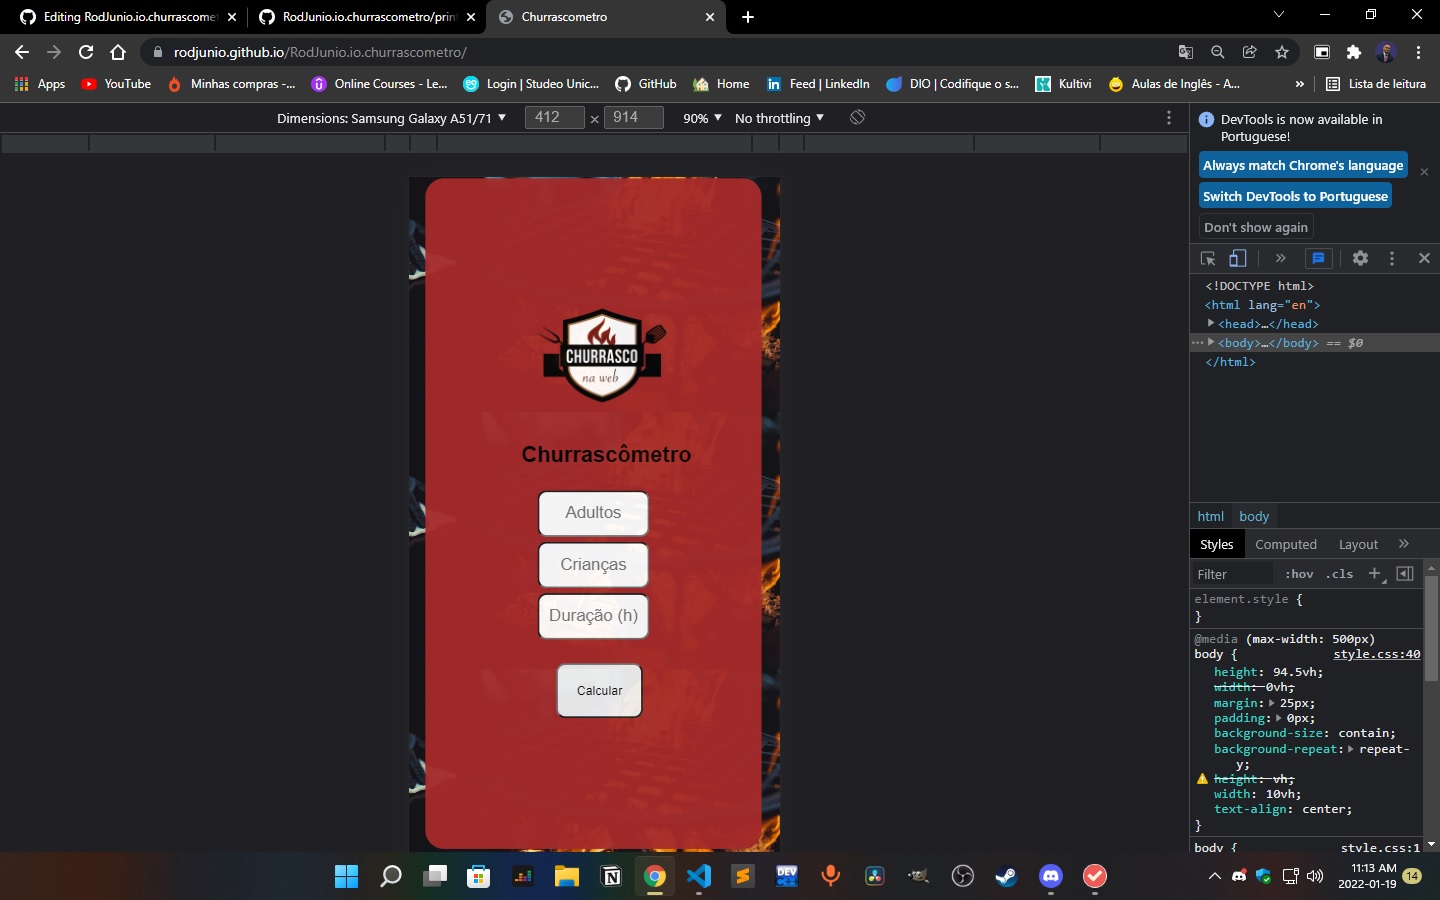 Editing RodJunio.io.churrascomet
RodJunio.io.churrascometro/prin
Churrascometro
rodjunio.github.io/RodJunio.io.churrascometro/
Apps
YouTube
Minhas compras -...
Online Courses - Le...
Login | Studeo Unic...
GitHub
Home
Feed | LinkedIn
DIO | Codifique o s...
Kultivi
Aulas de Inglês - A...
»
Lista de leitura
Dimensions: Samsung Galaxy A51/71
412
×
914
90%
No throttling
DevTools is now available in
Portuguese!
Always match Chrome's language
Switch DevTools to Portuguese
Don't show again
<!DOCTYPE html>
<html lang="en">
<head>…</head>
<body>…</body> == $0
</html>
CHURRASCO
na web
Churrascômetro
Adultos
Crianças
Duração (h)
Calcular
html
body
Styles
Computed
Layout
»
Filter
:hov
.cls
element.style {
}
@media (max-width: 500px)
body {
style.css:40
height: 94.5vh;
width: 0vh;
margin: 25px;
padding: 0px;
background-size: contain;
background-repeat: repeat-
y;
height: vh;
width: 10vh;
text-align: center;
}
body {
style.css:1
DEV
11:13 AM
2022-01-19
14